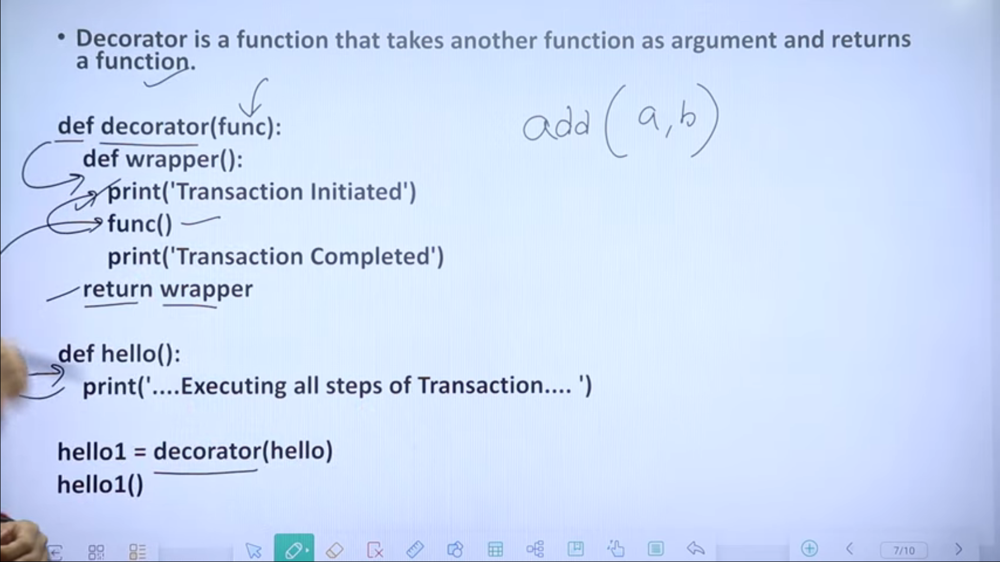 • Decorator is a function that takes another function as argument and returns
a function.
def decorator(func):
add (a,b)
def wrapper():
print('Transaction Initiated')
func()
print('Transaction Completed')
return wrapper
def hello():
print('....Executing all steps of Transaction.... ')
hello1 = decorator(hello)
hello1()
7/10